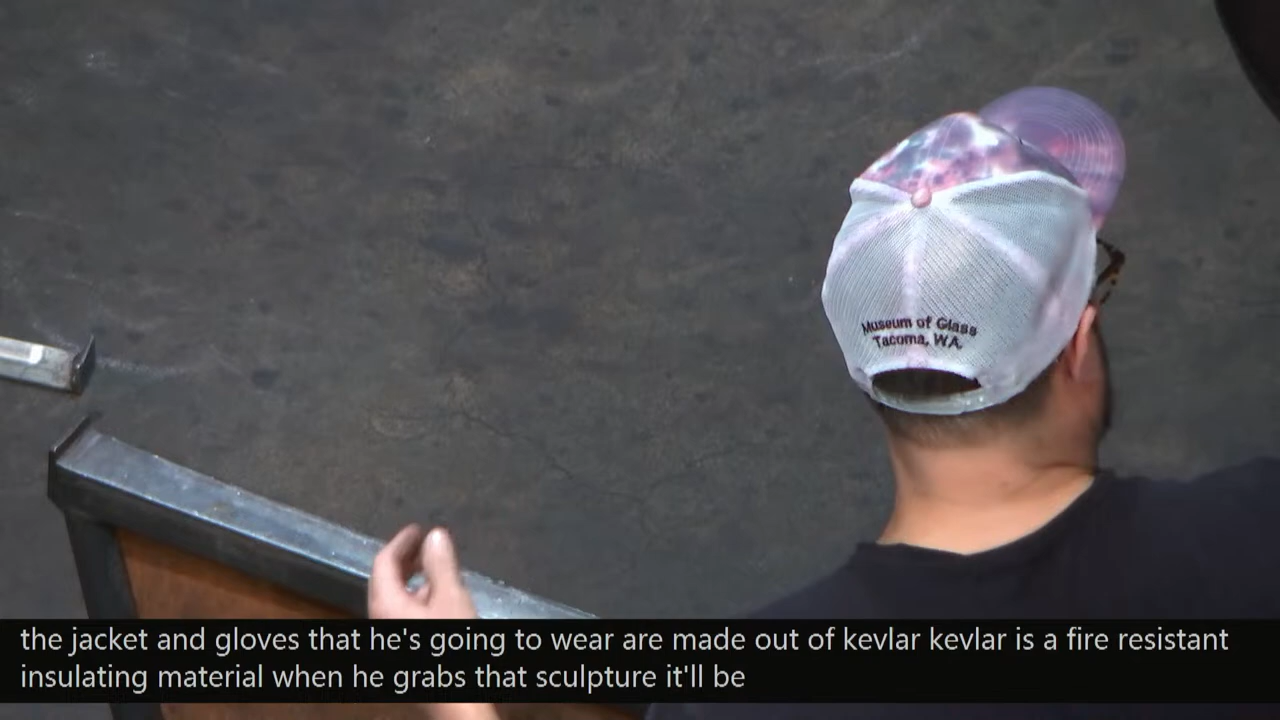 Museum of Glass
Tacoma, WA
the jacket and gloves that he's going to wear are made out of kevlar kevlar is a fire resistant
insulating material when he grabs that sculpture it'll be